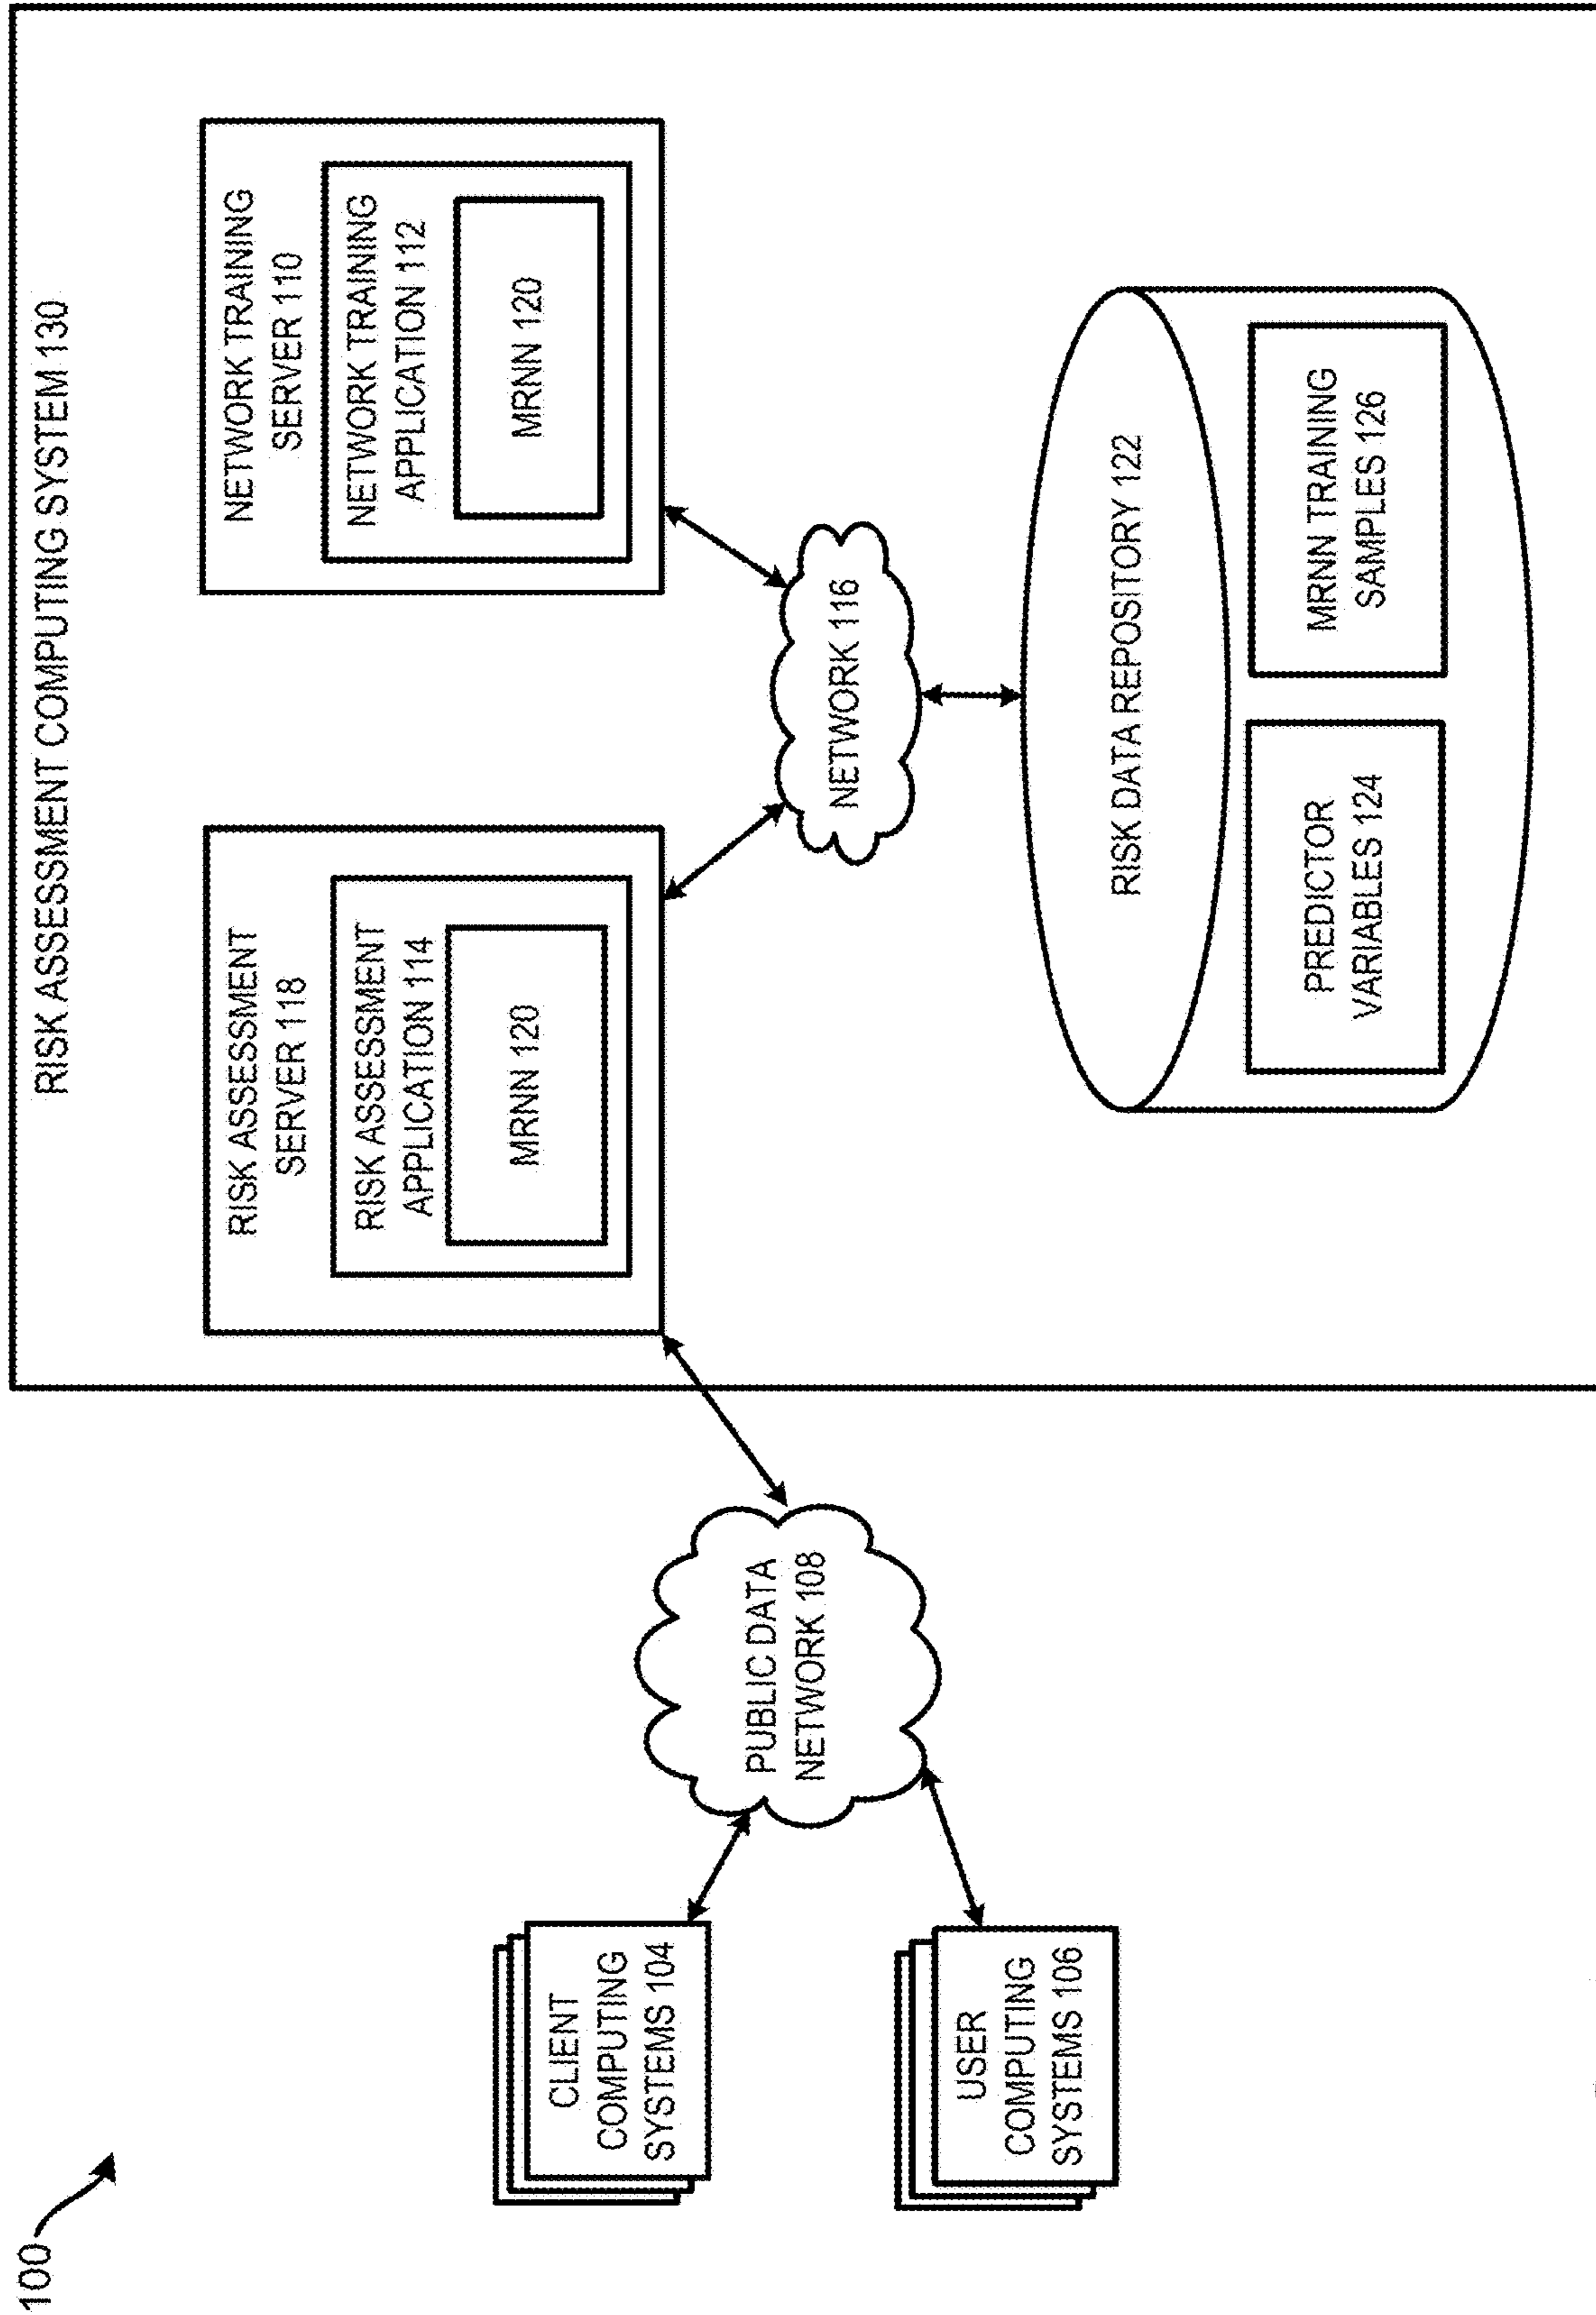 100
RISK ASSESSMENT COMPUTING SYSTEM 130
RISK ASSESSMENT
SERVER 118
RISK ASSESSMENT
APPLICATION 114
MRNN 120
NETWORK TRAINING
SERVER 110
NETWORK TRAINING
APPLICATION 112
MRNN 120
CLIENT
COMPUTING
SYSTEMS 104
PUBLIC DATA
NETWORK 108
NETWORK 116
USER
COMPUTING
SYSTEMS 106
RISK DATA REPOSITORY 122
PREDICTOR
VARIABLES 124
MRNN TRAINING
SAMPLES 126